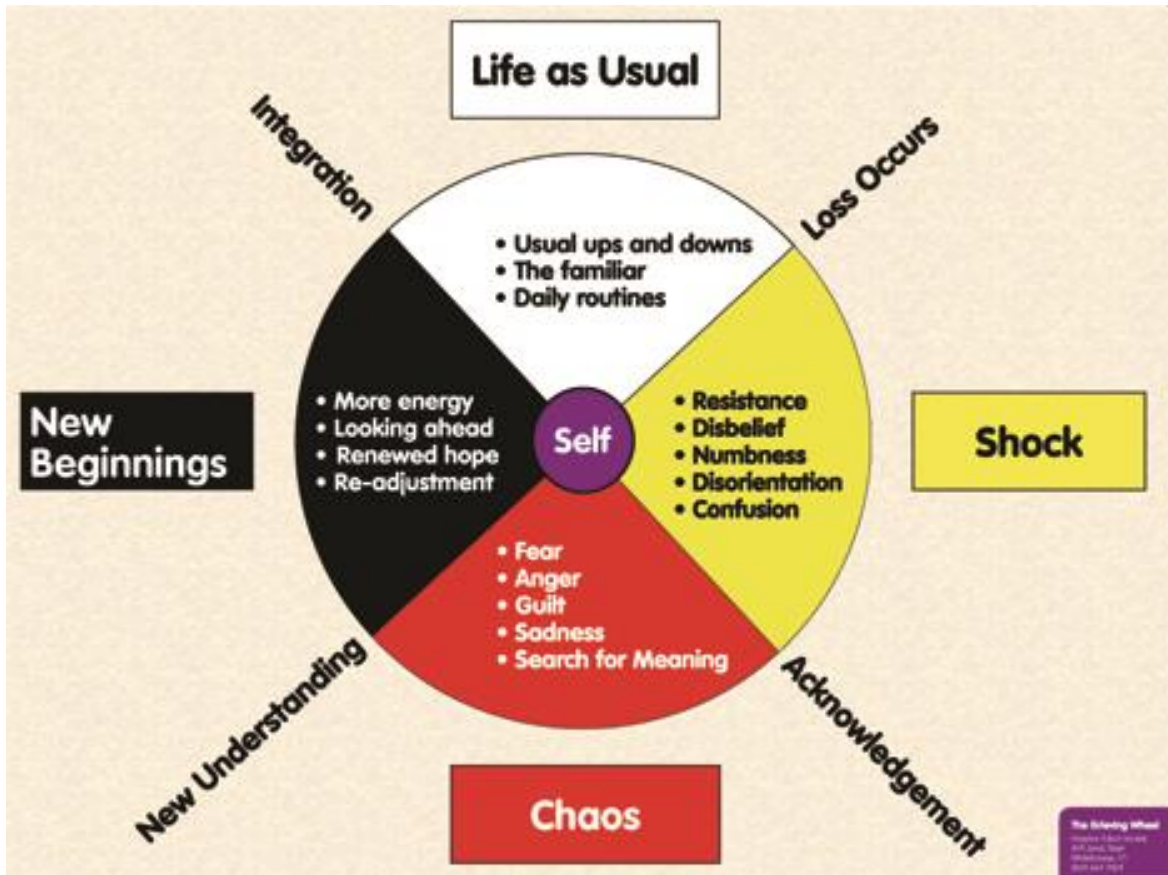 Life as Usual
Integration
Loss Occurs
• Usual ups and downs
• The familiar
• Daily routines
New
Beginnings
• More energy
• Looking ahead
• Renewed hope
• Re-adjustment
Self
• Resistance
• Disbelief
• Numbness
• Disorientation
• Confusion
Shock
• Fear
• Anger
• Guilt
• Sadness
• Search for Meaning
New Understanding
Acknowledgement
Chaos
The Grieving Wheel